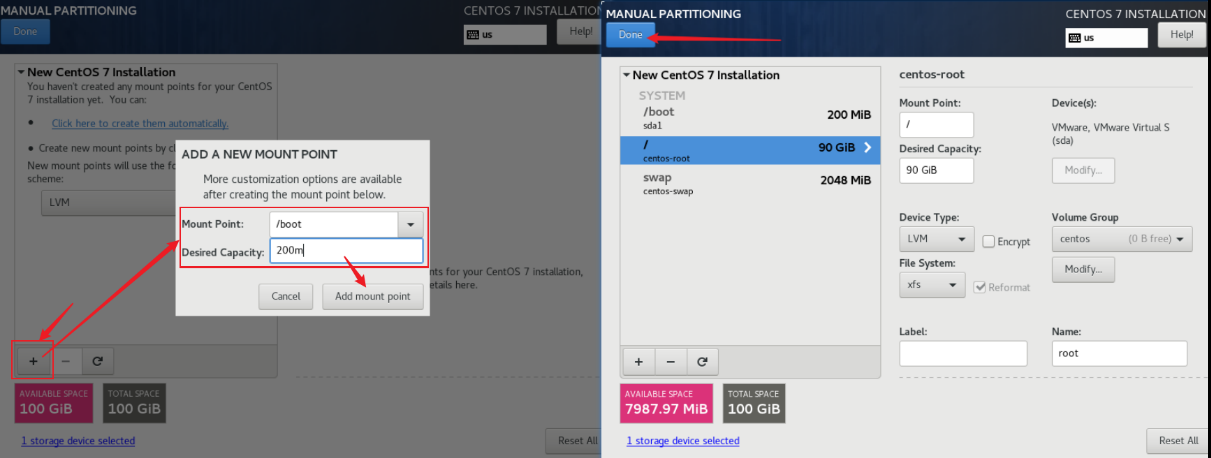 MANUAL PARTITIONING
CENTOS 7 INSTALLATION
Done
us
Help!
New CentOS 7 Installation
You haven't created any mount points for your CentOS
7 installation yet. You can:
Click here to create them automatically.
Create new mount points by cl
New mount points will use the fo
scheme:
LVM
ADD A NEW MOUNT POINT
More customization options are available
after creating the mount point below.
Mount Point:
/boot
Desired Capacity:
200m
Cancel
Add mount point
nts for your CentOS 7 installation,
etails here.
+
−
AVAILABLE SPACE
100 GiB
TOTAL SPACE
100 GiB
1 storage device selected
Reset All
MANUAL PARTITIONING
CENTOS 7 INSTALLATION
Done
us
Help!
New CentOS 7 Installation
SYSTEM
/boot
200 MiB
sda1
/
90 GiB
centos-root
swap
2048 MiB
centos-swap
+
−
AVAILABLE SPACE
7987.97 MiB
TOTAL SPACE
100 GiB
1 storage device selected
centos-root
Mount Point:
/
Desired Capacity:
90 GiB
Device(s):
VMware, VMware Virtual S
(sda)
Modify...
Device Type:
LVM
Encrypt
File System:
xfs
Reformat
Volume Group
centos (0 B free)
Modify...
Label:
Name:
root
Reset All